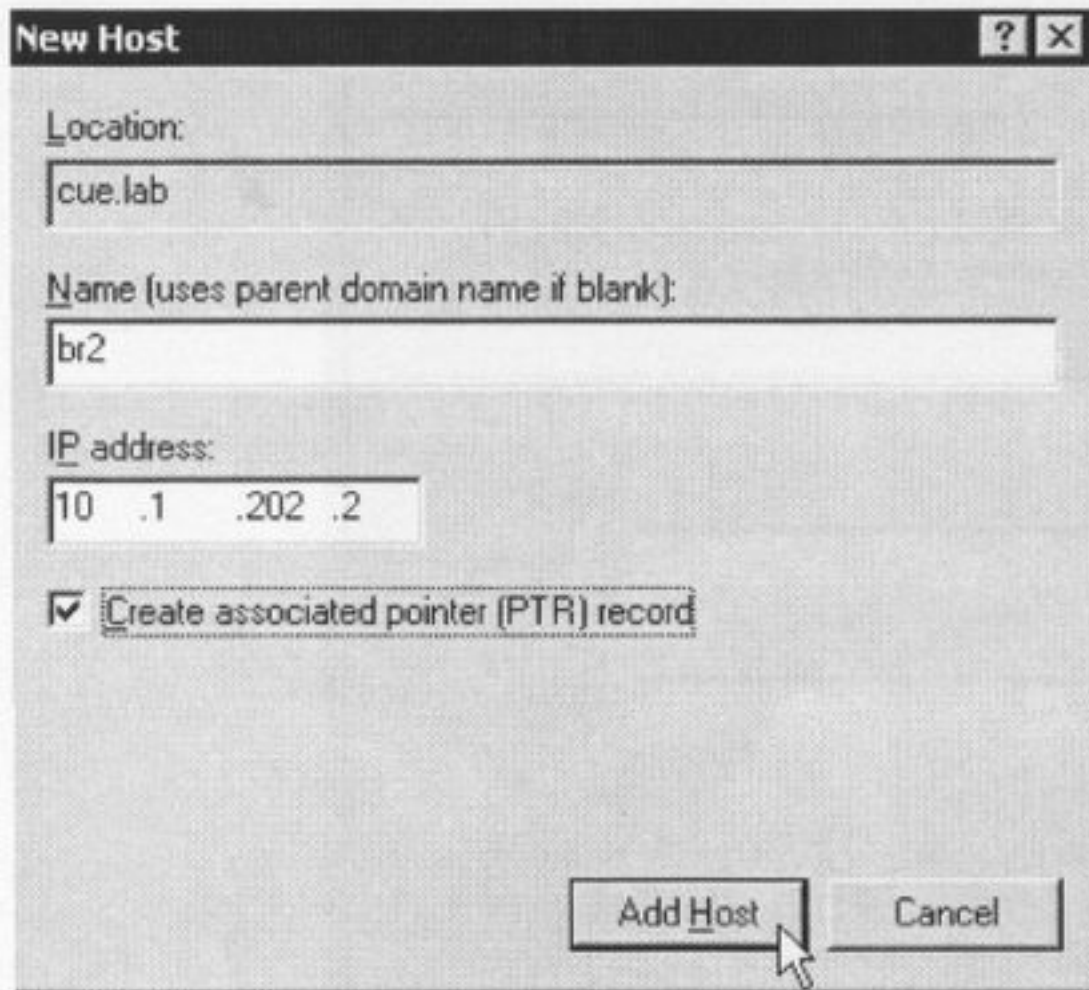 New Host
Location:
cue.lab
Name (uses parent domain name if blank):
br2
IP address:
10 .1 .202 .2
Create associated pointer (PTR) record
Add Host Cancel